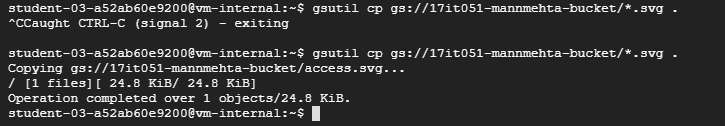 student-03-a52ab60e9200@vm-internal:~$ gsutil cp gs://17it051-mannmehta-bucket/*.svg .
^CCaught CTRL-C (signal 2) - exiting
student-03-a52ab60e9200@vm-internal:~$ gsutil cp gs://17it051-mannmehta-bucket/*.svg .
Copying gs://17it051-mannmehta-bucket/access.svg...
/ [1 files][ 24.8 KiB/ 24.8 KiB]
Operation completed over 1 objects/24.8 KiB.
student-03-a52ab60e9200@vm-internal:~$